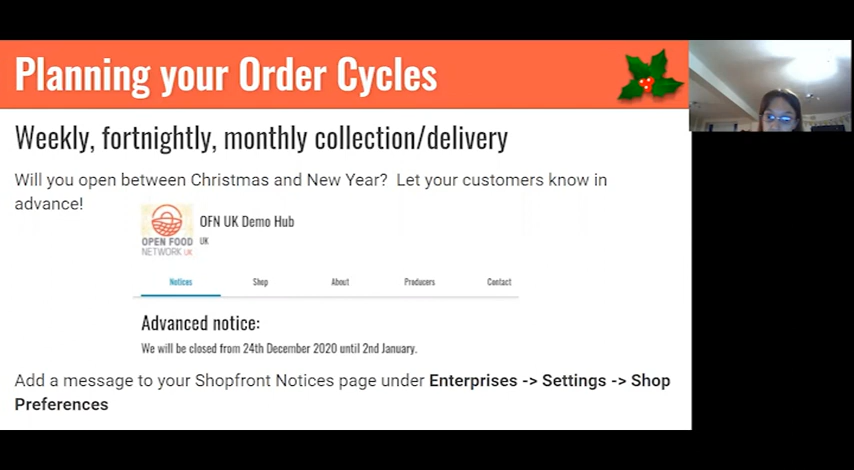 Planning your Order Cycles
Weekly, fortnightly, monthly collection/delivery
Will you open between Christmas and New Year? Let your customers know in
advance!
OFN UK Demo Hub
UK
OPEN FOOD
NETWORK UK
Notices Shop About Producers Contact
Advanced notice:
We will be closed from 24th December 2020 until 2nd January.
Add a message to your Shopfront Notices page under Enterprises -> Settings -> Shop
Preferences